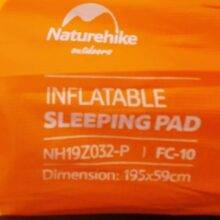 Naturehike
outdoors
INFLATABLE
SLEEPING PAD
NH19Z032-P | FC-10
Dimension: 195x59cm